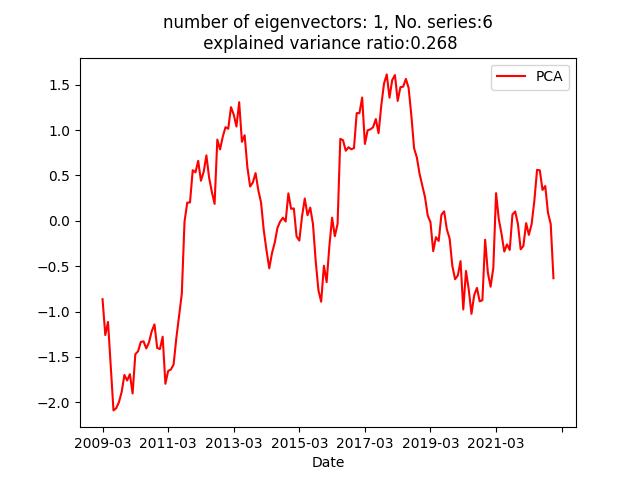 number of eigenvectors: 1, No. series:6
explained variance ratio:0.268
PCA
1.5
1.0
0.5
0.0
−0.5
−1.0
−1.5
−2.0
2009-03 2011-03 2013-03 2015-03 2017-03 2019-03 2021-03
Date